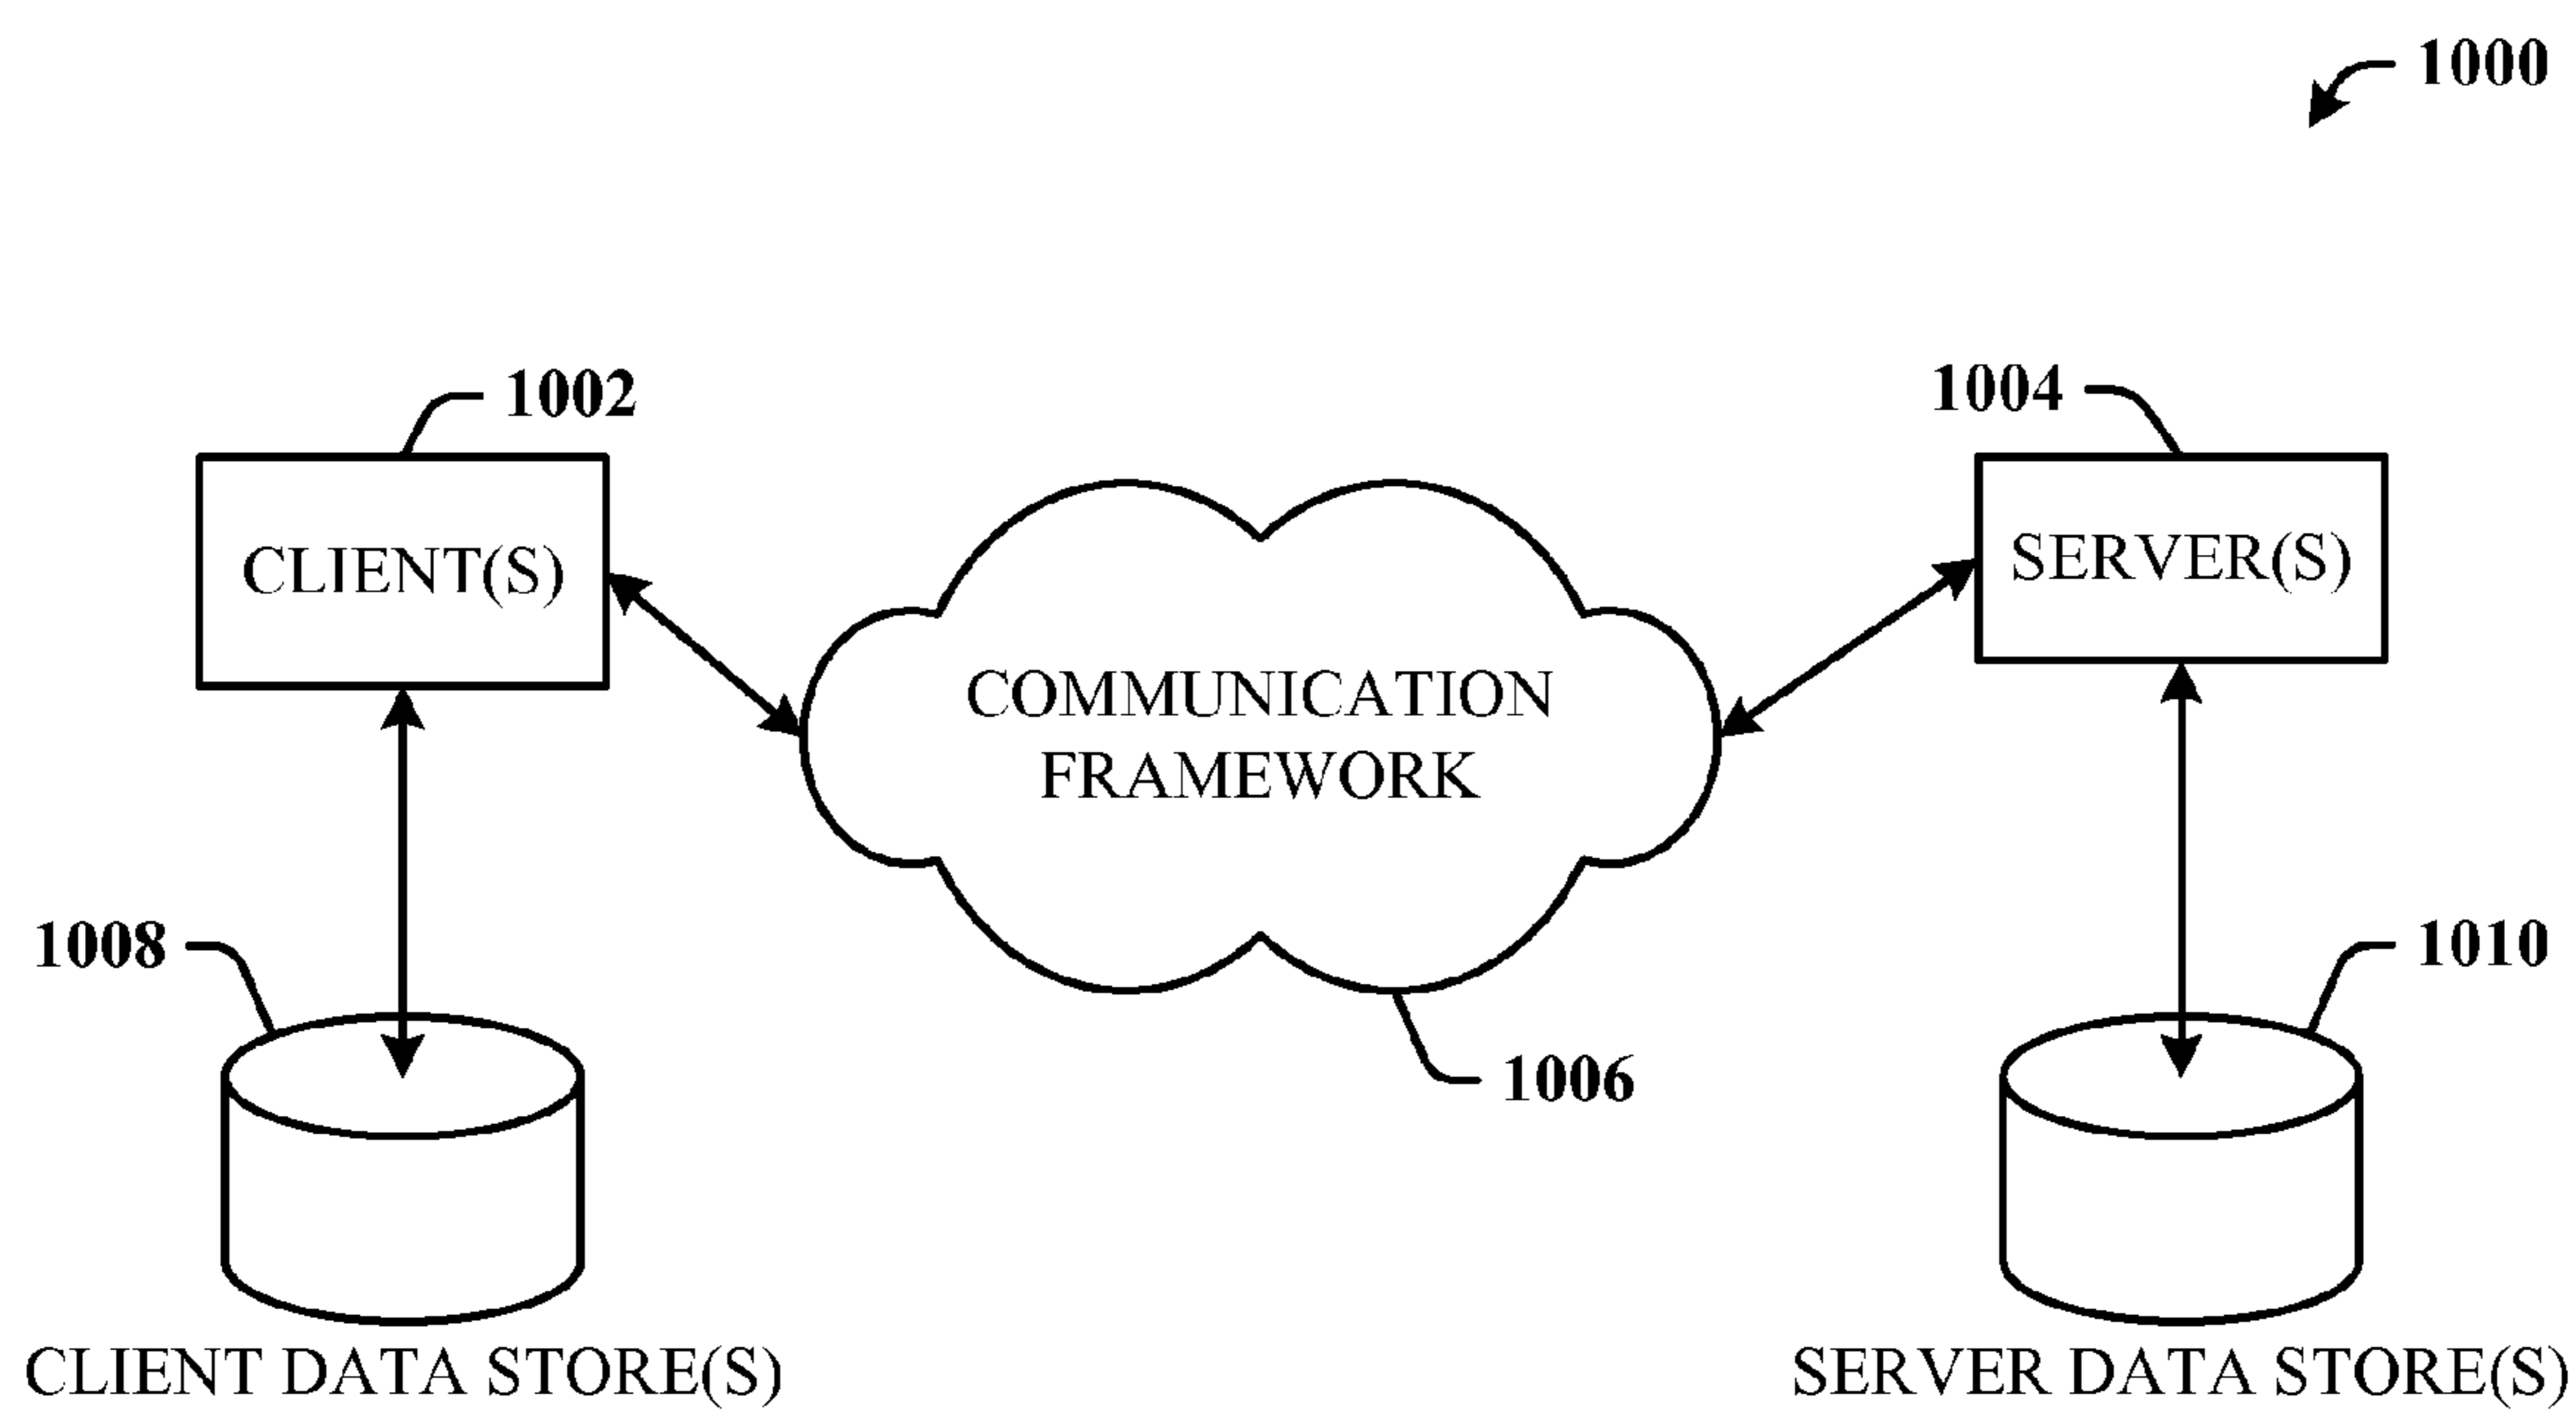 1000
1002
1004
CLIENT(S)
SERVER(S)
COMMUNICATION
FRAMEWORK
1008
1010
1006
CLIENT DATA STORE(S)
SERVER DATA STORE(S)